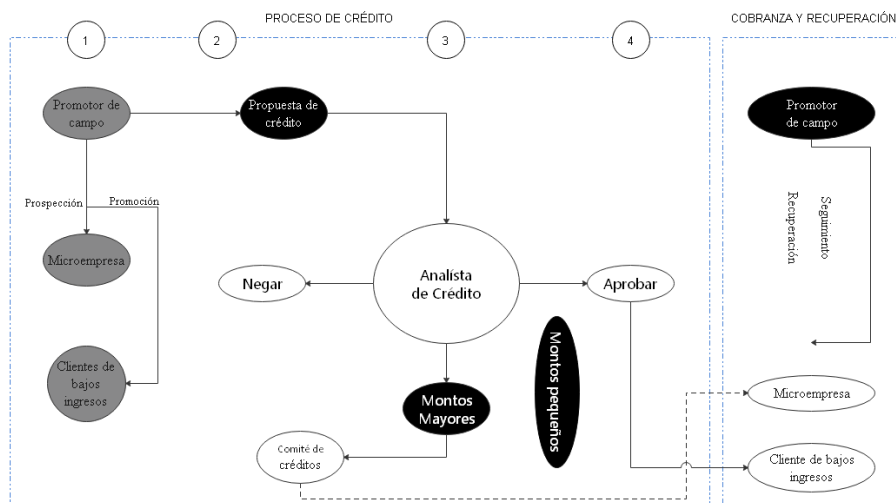 PROCESO DE CRÉDITO
COBRANZA Y RECUPERACIÓN
1
2
3
4
Promotor de
campo
Propuesta de
crédito
Promotor
de campo
Prospección
Promoción
Seguimiento
Recuperación
Microempresa
Negar
Analísta
de Crédito
Aprobar
Montos pequeños
Clientes de
bajos
ingresos
Montos
Mayores
Microempresa
Comité de
créditos
Cliente de bajos
ingresos